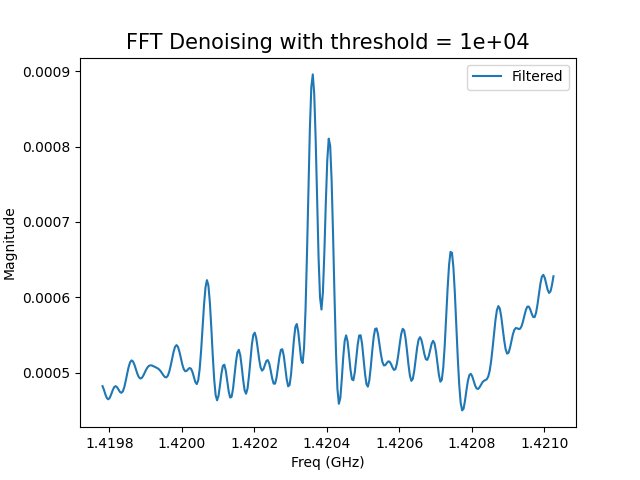 FFT Denoising with threshold = 1e+04
Filtered
0.0009
0.0008
0.0007
0.0006
0.0005
Magnitude
1.4198 1.4200 1.4202 1.4204 1.4206 1.4208 1.4210
Freq (GHz)